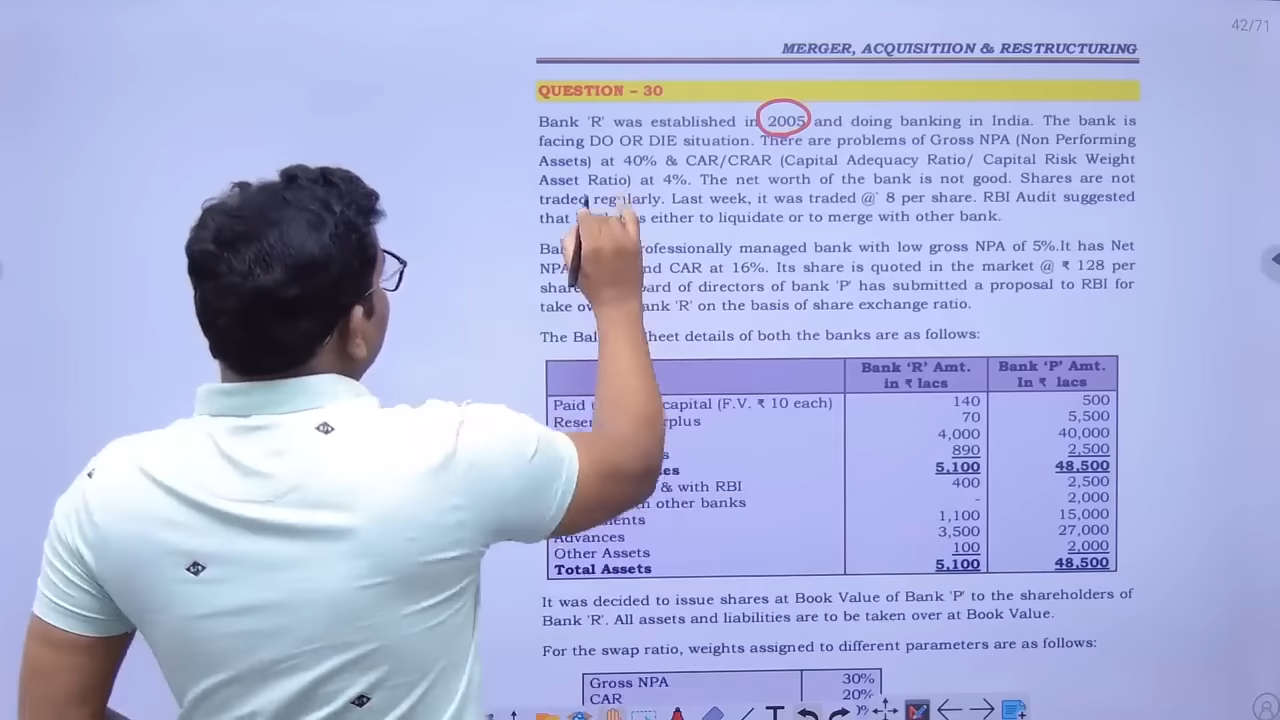 42/71
MERGER, ACQUISITIION & RESTRUCTURING
QUESTION – 30
Bank 'R' was established in 2005 and doing banking in India. The bank is
facing DO OR DIE situation. There are problems of Gross NPA (Non Performing
Assets) at 40% & CAR/CRAR (Capital Adequacy Ratio/ Capital Risk Weight
Asset Ratio) at 4%. The net worth of the bank is not good. Shares are not
traded regularly. Last week, it was traded @` 8 per share. RBI Audit suggested
that either to liquidate or to merge with other bank.
professionally managed bank with low gross NPA of 5%.It has Net
NPA and CAR at 16%. Its share is quoted in the market @ ₹ 128 per
board of directors of bank 'P' has submitted a proposal to RBI for
take 'R' on the basis of share exchange ratio.
The Sheet details of both the banks are as follows:
Bank 'R' Amt. Bank 'P' Amt.
in ₹ lacs In ₹ lacs
Paid capital (F.V. ₹ 10 each) 140 500
70 5,500
4,000 40,000
890 2,500
5,100 48,500
& with RBI 400 2,500
other banks - 2,000
1,100 15,000
Advances 3,500 27,000
Other Assets 100 2,000
Total Assets 5,100 48,500
It was decided to issue shares at Book Value of Bank 'P' to the shareholders of
Bank 'R'. All assets and liabilities are to be taken over at Book Value.
For the swap ratio, weights assigned to different parameters are as follows:
Gross NPA 30%
CAR 20%